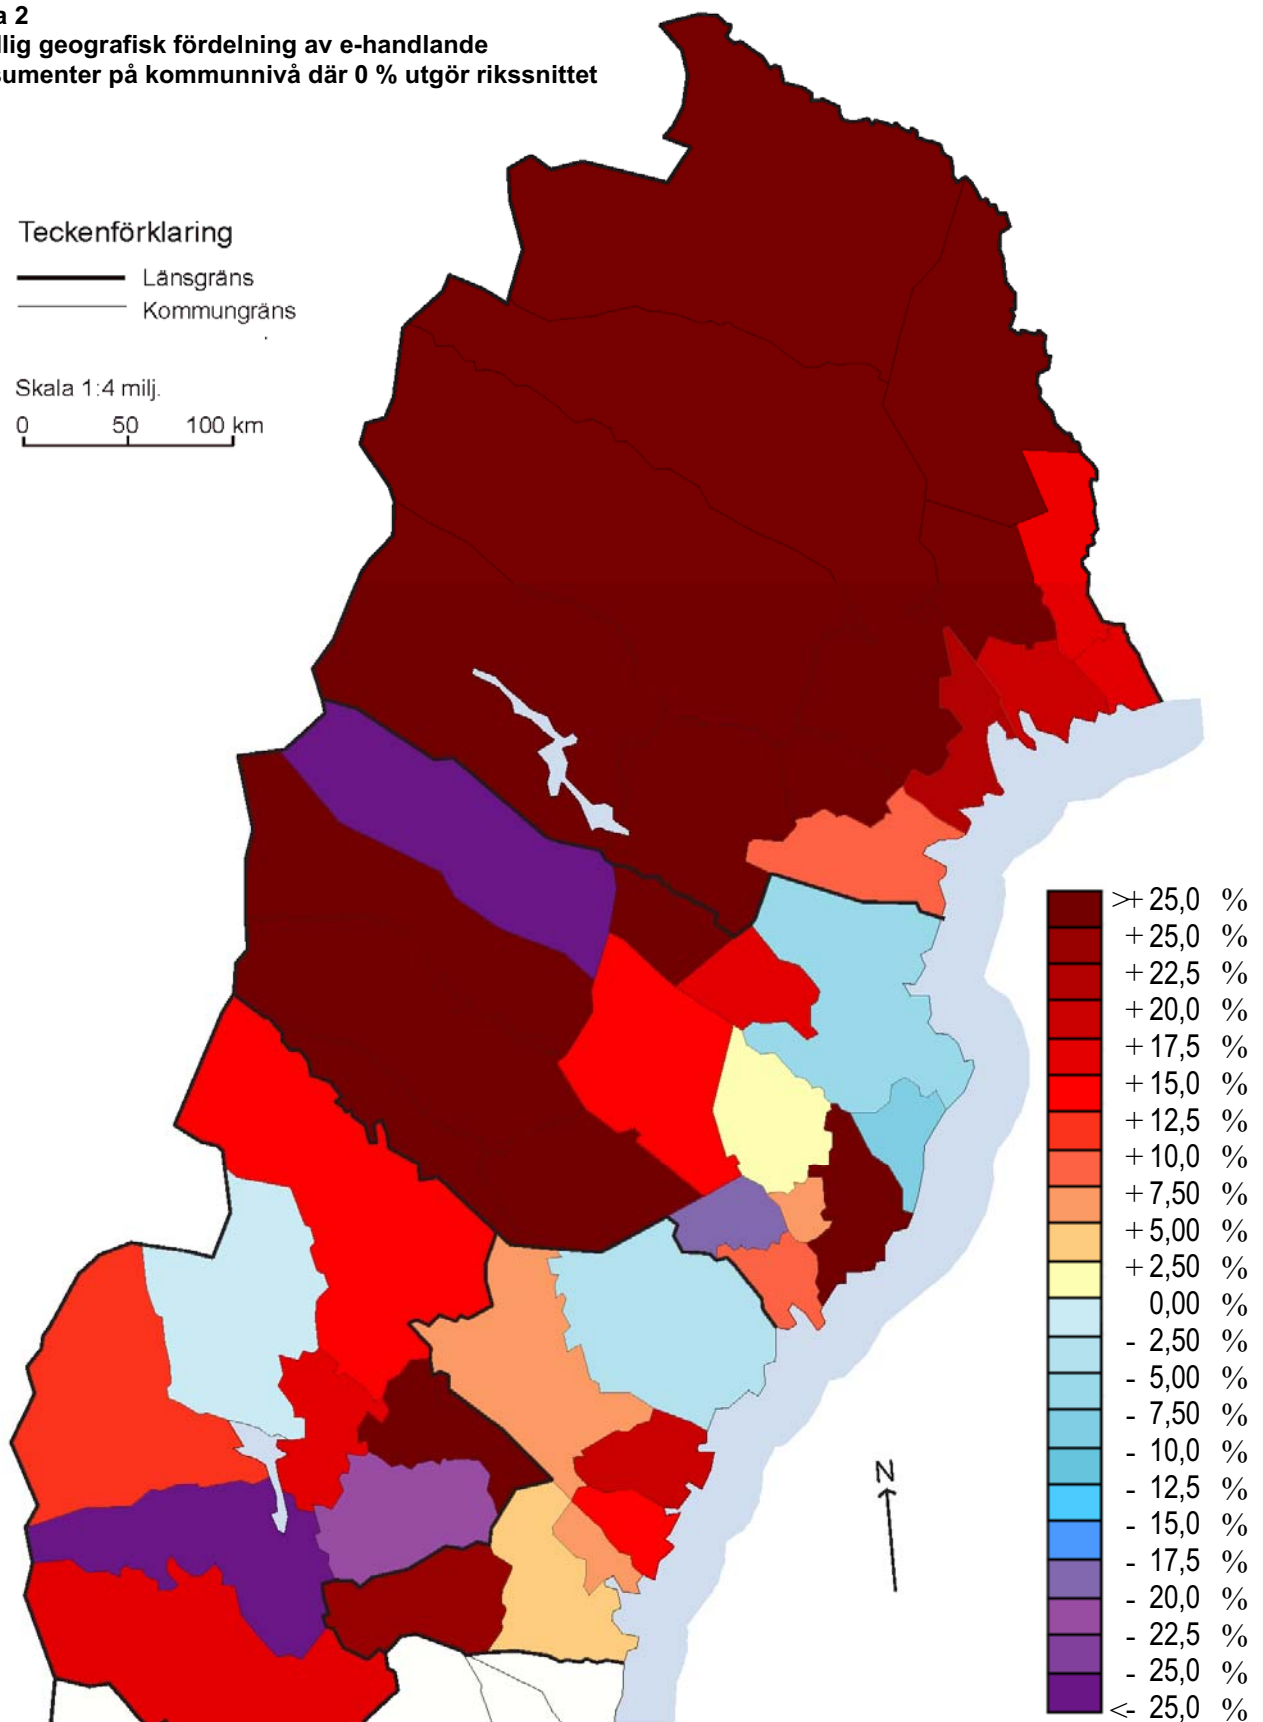 a 2
llig geografisk fördelning av e-handlande
sumenter på kommunnivå där 0 % utgör rikssnittet
Teckenförklaring
Länsgräns
Kommungräns
Skala 1:4 milj.
0 50 100 km
>+ 25,0 %
+ 25,0 %
+ 22,5 %
+ 20,0 %
+ 17,5 %
+ 15,0 %
+ 12,5 %
+ 10,0 %
+ 7,50 %
+ 5,00 %
+ 2,50 %
0,00 %
- 2,50 %
- 5,00 %
- 7,50 %
- 10,0 %
- 12,5 %
- 15,0 %
- 17,5 %
- 20,0 %
- 22,5 %
- 25,0 %
<- 25,0 %
N